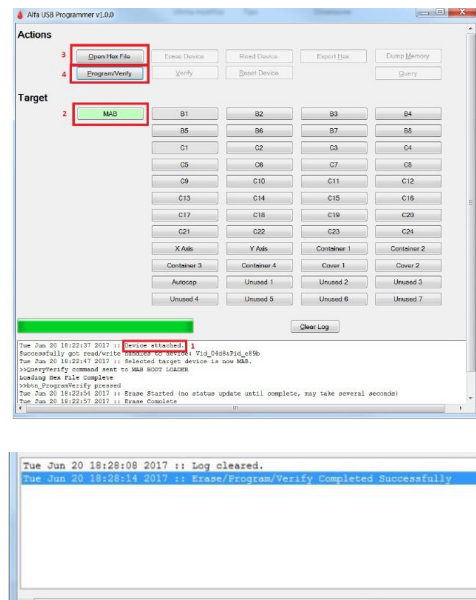 Alfa USB Programmer v1.0.0
Actions
3 Open Hex File Erase Device Read Device Export Hex Dump Memory
4 Program/Verify Verify Reset Device Query
Target
2 MAB B1 B2 B3 B4
B5 B6 B7 B8
C1 C2 C3 C4
C5 C6 C7 C8
C9 C10 C11 C12
C13 C14 C15 C16
C17 C18 C19 C20
C21 C22 C23 C24
X Axis Y Axis Container 1 Container 2
Container 3 Container 4 Cover 1 Cover 2
Autocap Unused 1 Unused 2 Unused 3
Unused 4 Unused 5 Unused 6 Unused 7
Clear Log
Tue Jun 20 18:22:37 2017 :: Device attached. 1
Successfully got read/write handles to device:
Tue Jun 20 18:22:47 2017 :: Selected target device is now MAB.
>>QueryVerify command sent to MAB BOOT LOADER
Loading Hex File Complete
>>btn_ProgramVerify pressed
Tue Jun 20 18:22:54 2017 :: Erase Started (no status update until complete, may take several seconds)
Tue Jun 20 18:22:57 2017 :: Erase Complete
Tue Jun 20 18:28:08 2017 :: Log cleared.
Tue Jun 20 18:28:14 2017 :: Erase/Program/Verify Completed Successfully